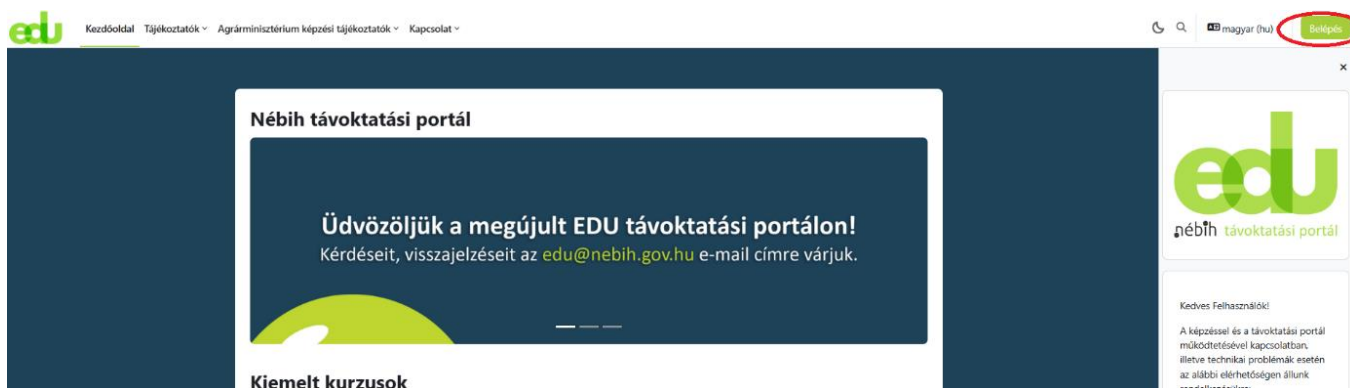 edu
Kezdőoldal Tájékoztatók Agrárminisztérium képzési tájékoztatók Kapcsolat
magyar (hu)
Belépés
Nébih távoktatási portál
Üdvözöljük a megújult EDU távoktatási portálon!
Kérdéseit, visszajelzéseit az edu@nebih.gov.hu e-mail címre várjuk.
Kiemelt kurzusok
edu
nébih távoktatási portál
Kedves Felhasználók!
A képzéssel és a távoktatási portál
működtetésével kapcsolatban,
illetve technikai problémák esetén
az alábbi elérhetőségen állunk